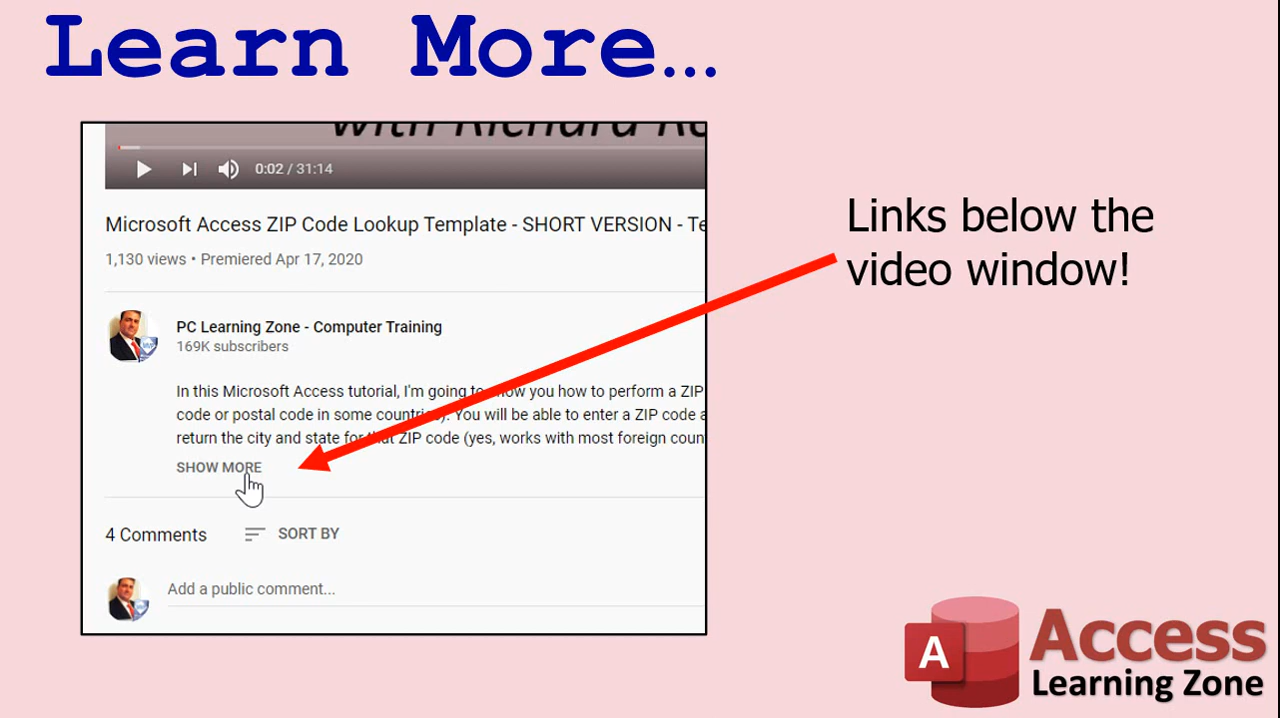 Learn More...
with Richard
0:02 / 31:14
Microsoft Access ZIP Code Lookup Template - SHORT VERSION -
1,130 views • Premiered Apr 17, 2020
Links below the
video window!
PC Learning Zone - Computer Training
169K subscribers
In this Microsoft Access tutorial, I'm going to show you how to perform a ZIP
code or postal code in some countries). You will be able to enter a ZIP code
return the city and state for that ZIP code (yes, works with most foreign
SHOW MORE
4 Comments
SORT BY
Add a public comment...
A
Access
Learning Zone